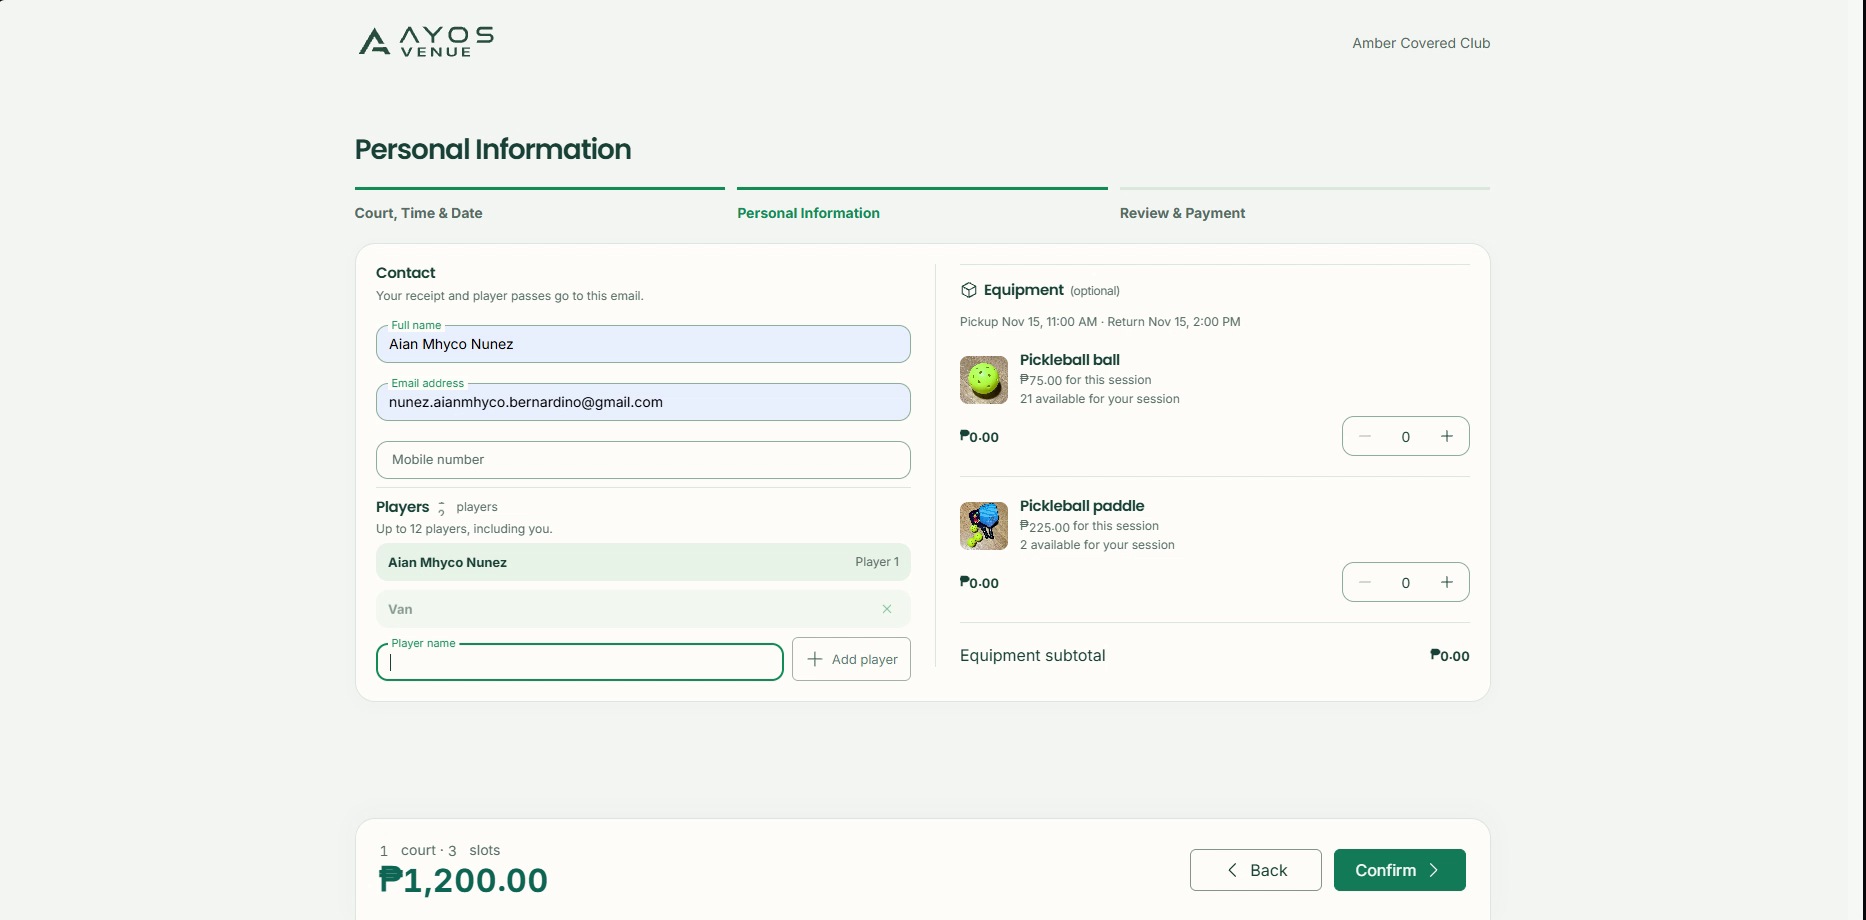 AYOS
VENUE
Amber Covered Club
Personal Information
Court, Time & Date
Personal Information
Review & Payment
Contact
Your receipt and player passes go to this email.
Full name
Aian Mhyco Nunez
Email address
nunez.aianmhyco.bernardino@gmail.com
Mobile number
Players players
Up to 12 players, including you.
Aian Mhyco Nunez Player 1
Van
Player name
Add player
Equipment (optional)
Pickup Nov 15, 11:00 AM · Return Nov 15, 2:00 PM
Pickleball ball
₱75.00 for this session
21 available for your session
₱0.00
0
Pickleball paddle
₱225.00 for this session
2 available for your session
₱0.00
0
Equipment subtotal ₱0.00
1 court · 3 slots
₱1,200.00
Back
Confirm